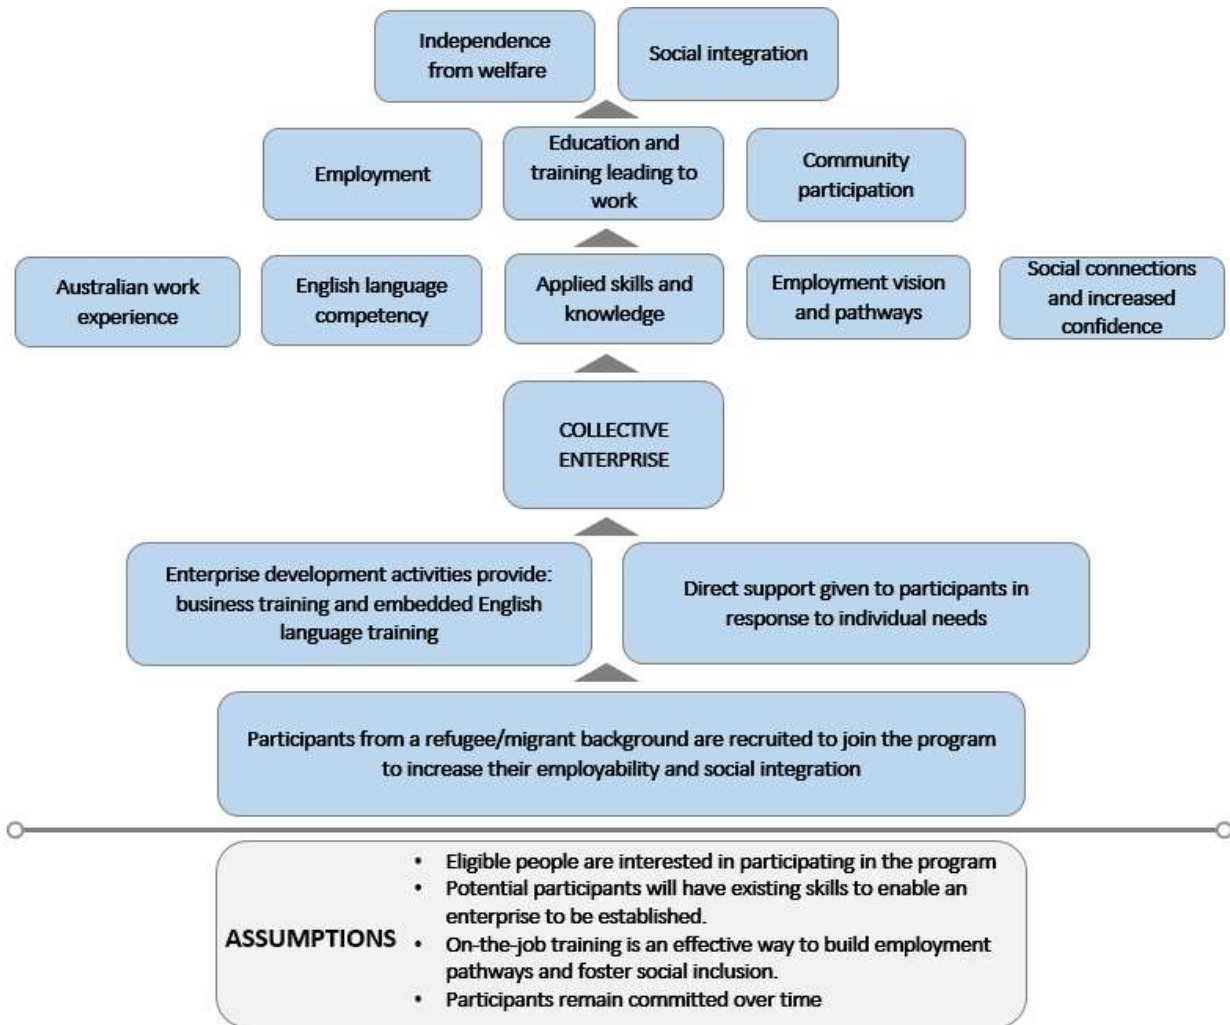 Independence
from welfare
Social integration
Employment
Education and
training leading to
work
Community
participation
Australian work
experience
English language
competency
Applied skills and
knowledge
Employment vision
and pathways
Social connections
and increased
confidence
COLLECTIVE
ENTERPRISE
Enterprise development activities provide:
business training and embedded English
language training
Direct support given to participants in
response to individual needs
Participants from a refugee/migrant background are recruited to join the program
to increase their employability and social integration
ASSUMPTIONS
• Eligible people are interested in participating in the program
• Potential participants will have existing skills to enable an
enterprise to be established.
• On-the-job training is an effective way to build employment
pathways and foster social inclusion.
• Participants remain committed over time